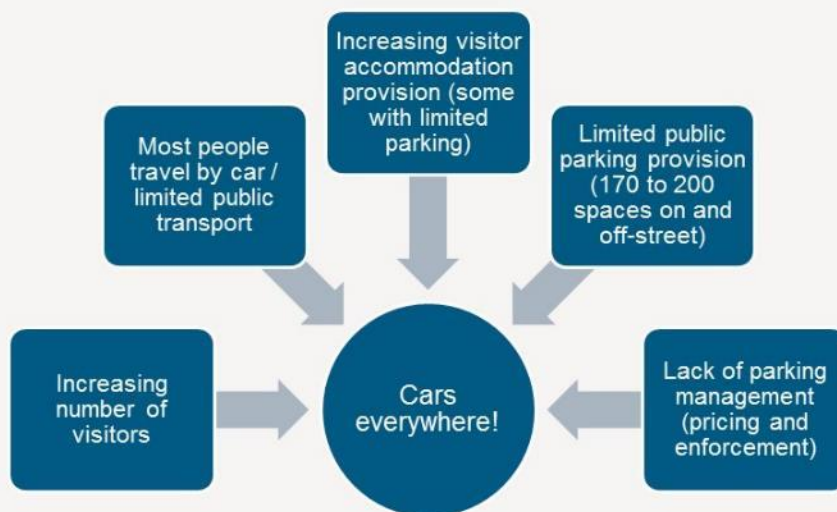 Increasing visitor
accommodation
provision (some
with limited
parking)
Most people
travel by car /
limited public
transport
Limited public
parking provision
(170 to 200
spaces on and
off-street)
Increasing
number of
visitors
Cars
everywhere!
Lack of parking
management
(pricing and
enforcement)